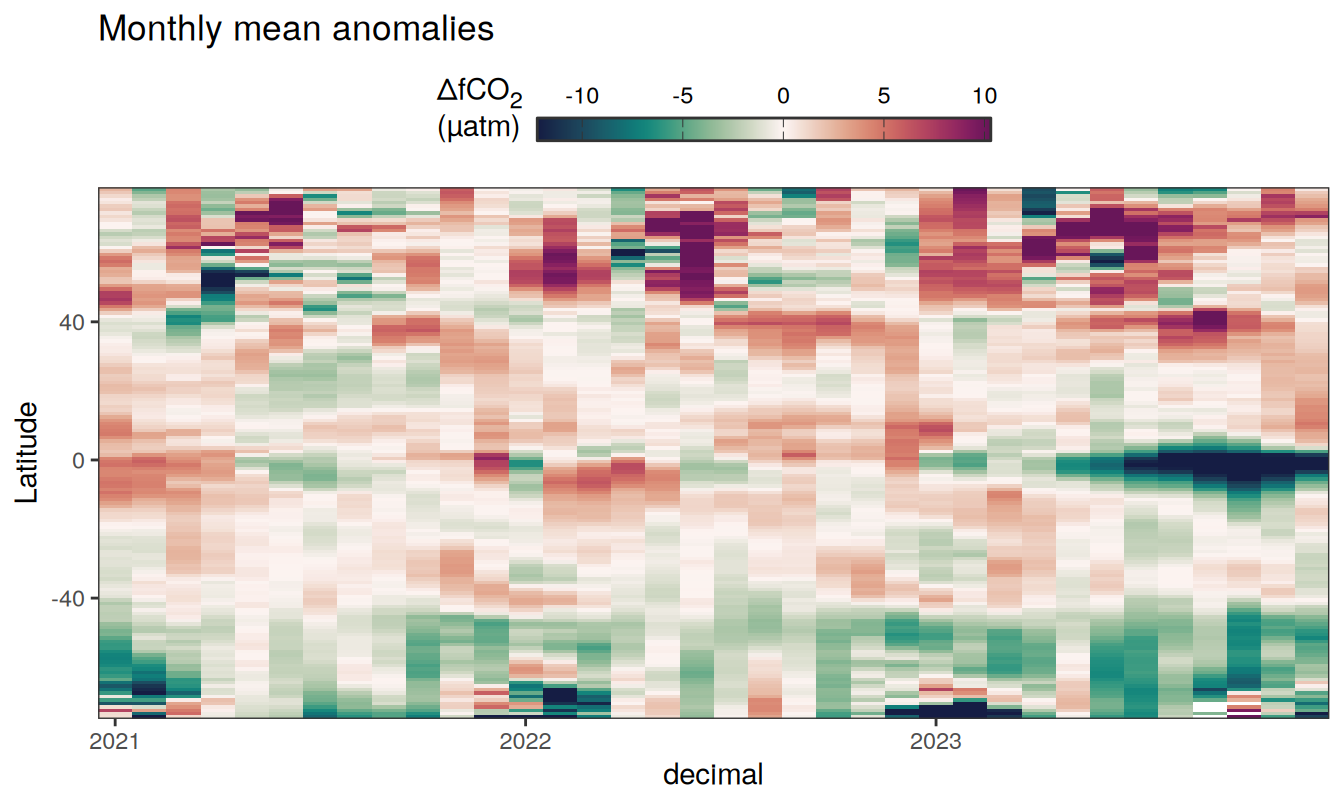 Monthly mean anomalies
ΔfCO₂
(µatm)
-10 -5 0 5 10
Latitude
40
0
-40
2021 2022 2023
decimal